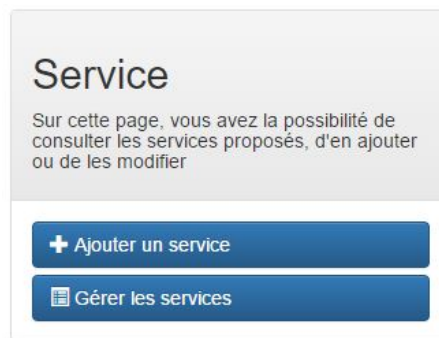 Service
Sur cette page, vous avez la possibilité de
consulter les services proposés, d'en ajouter
ou de les modifier
Ajouter un service
Gérer les services